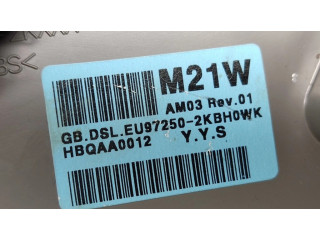 M21W
AM03 Rev.01
GB.DSL.EU97250-2KBH0WK
HBQAA0012 Y.Y.S